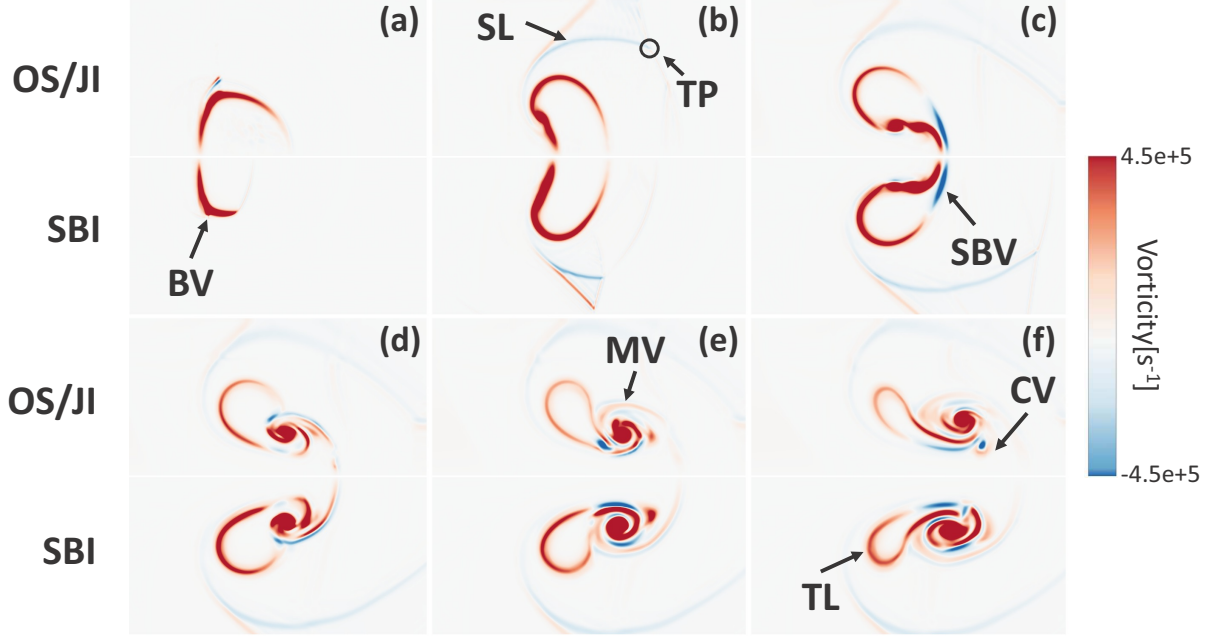 (a) (b) (c)
SL
OS/JI
TP
4.5e+5
SBI
SBV
BV
Vorticity[s⁻¹]
(d) (e) (f)
MV
CV
OS/JI
-4.5e+5
SBI
TL